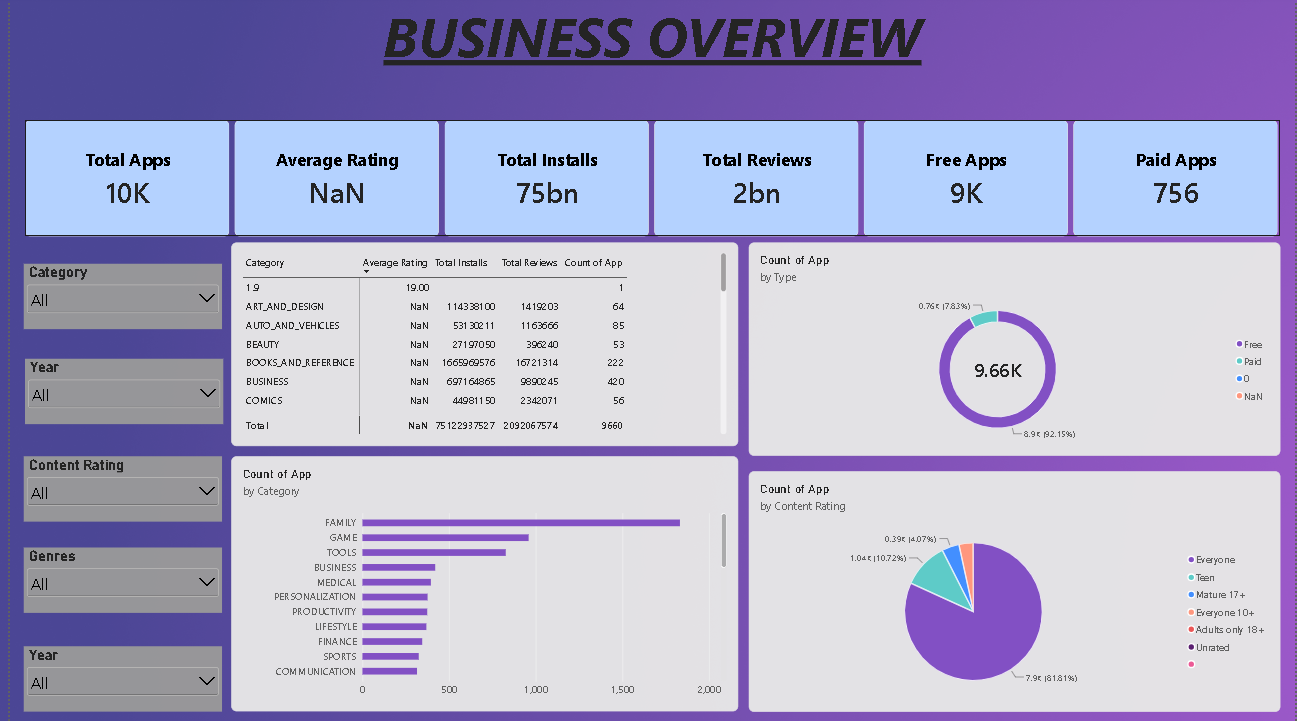 BUSINESS OVERVIEW
Total Apps
10K
Average Rating
NaN
Total Installs
75bn
Total Reviews
2bn
Free Apps
9K
Paid Apps
756
Category
All
Year
All
Content Rating
All
Genres
All
Year
All
Category Average Rating Total Installs Total Reviews Count of App
1.9 19.00 1
ART_AND_DESIGN NaN 114338100 1419203 64
AUTO_AND_VEHICLES NaN 53130211 1163666 85
BEAUTY NaN 27197050 396240 53
BOOKS_AND_REFERENCE NaN 1665969576 16721314 222
BUSINESS NaN 697164865 9890245 420
COMICS NaN 44981150 2342071 56
Total NaN 75122937527 2092067574 9660
Count of App
by Type
0.76K (7.83%)
9.66K
8.9K (92.15%)
Free
Paid
0
NaN
Count of App
by Category
FAMILY
GAME
TOOLS
BUSINESS
MEDICAL
PERSONALIZATION
PRODUCTIVITY
LIFESTYLE
FINANCE
SPORTS
COMMUNICATION
0 500 1,000 1,500 2,000
Count of App
by Content Rating
0.39K (4.07%)
1.04K (10.72%)
7.9K (81.81%)
Everyone
Teen
Mature 17+
Everyone 10+
Adults only 18+
Unrated